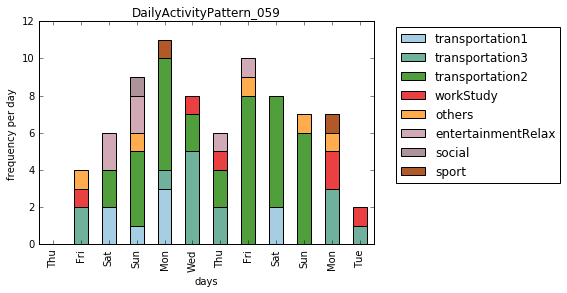 DailyActivityPattern_059
12
10
8
6
4
2
0
frequency per day
Thu
Fri
Sat
Sun
Mon
Wed
Thu
Fri
Sat
Sun
Mon
Tue
days
transportation1
transportation3
transportation2
workStudy
others
entertainmentRelax
social
sport